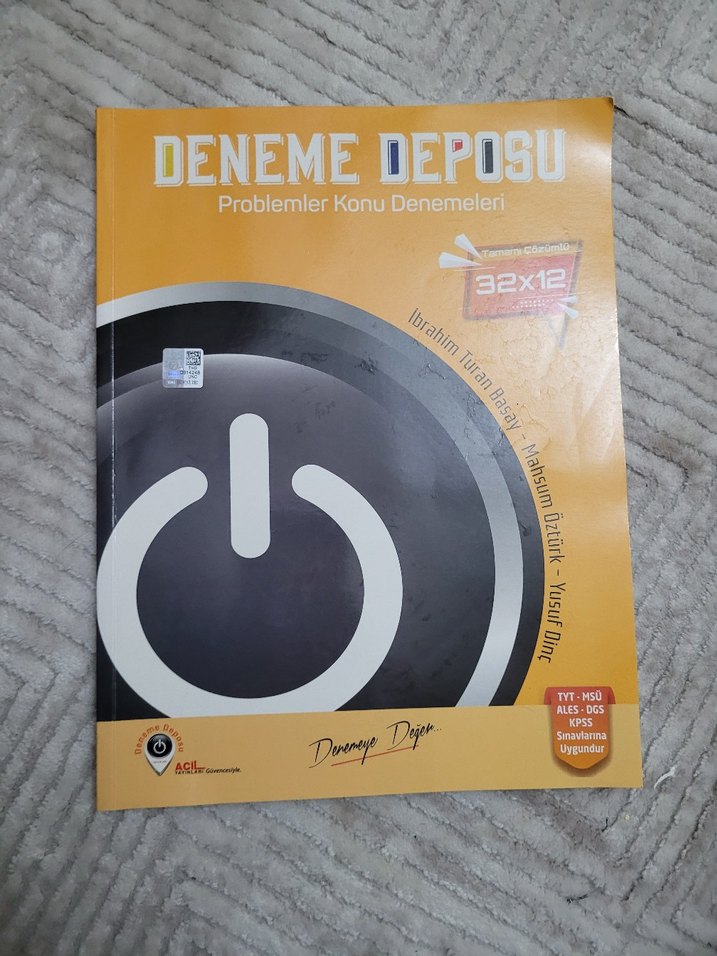 DENEME DEPOSU
Problemler Konu Denemeleri
Tamamı Çözümlü
32x12
İbrahim Turan Başay - Mahsum Öztürk - Yusuf Dinç
TYT · MSÜ
ALES · DGS
KPSS
Sınavlarına
Uygundur
Denemeye Değer...
Deneme Deposu
ACİL
YAYINLARI Güvencesiyle.